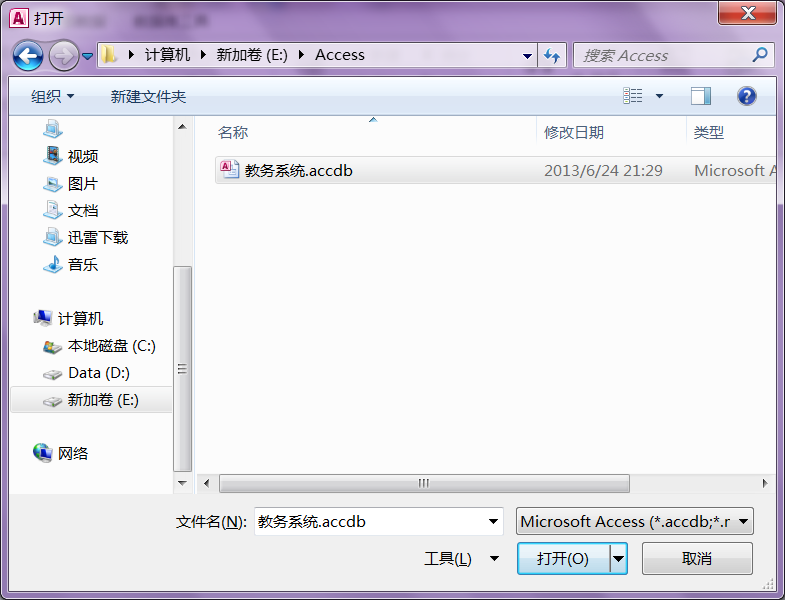 打开
计算机 新加卷 (E:) Access
搜索 Access
组织 新建文件夹
名称 修改日期 类型
教务系统.accdb 2013/6/24 21:29 Microsoft A
视频
图片
文档
迅雷下载
音乐
计算机
本地磁盘 (C:)
Data (D:)
新加卷 (E:)
网络
文件名(N): 教务系统.accdb Microsoft Access (*.accdb;*.r
工具(L) 打开(O) 取消